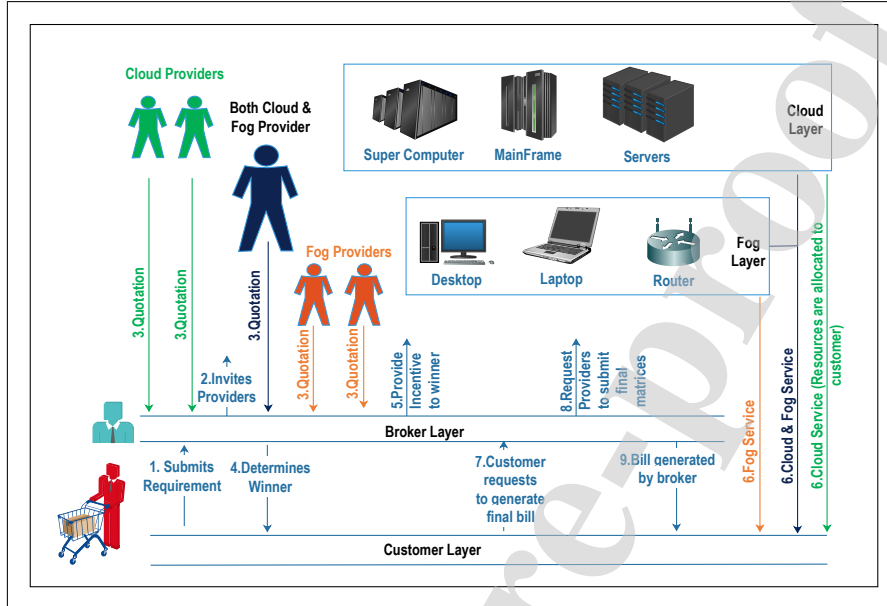 Cloud Providers
Both Cloud &
Fog Provider
Super Computer
MainFrame
Servers
Cloud
Layer
Fog Providers
Desktop
Laptop
Router
Fog
Layer
3.Quotation
3.Quotation
3.Quotation
3.Quotation
3.Quotation
2.Invites
Providers
5.Provide
Incentive
to winner
8.Request
Providers
to submit
final
matrices
6.Fog Service
6.Cloud & Fog Service
6.Cloud Service (Resources are allocated to
customer)
Broker Layer
1. Submits
Requirement
4.Determines
Winner
7.Customer
requests
to generate
final bill
9.Bill generated
by broker
Customer Layer
re-proof